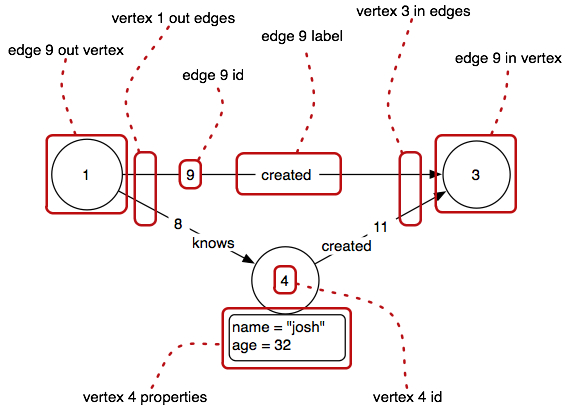 vertex 1 out edges
vertex 3 in edges
edge 9 label
edge 9 out vertex
edge 9 in vertex
edge 9 id
1
9
created
3
8
11
knows
created
4
name = "josh"
age = 32
vertex 4 properties
vertex 4 id